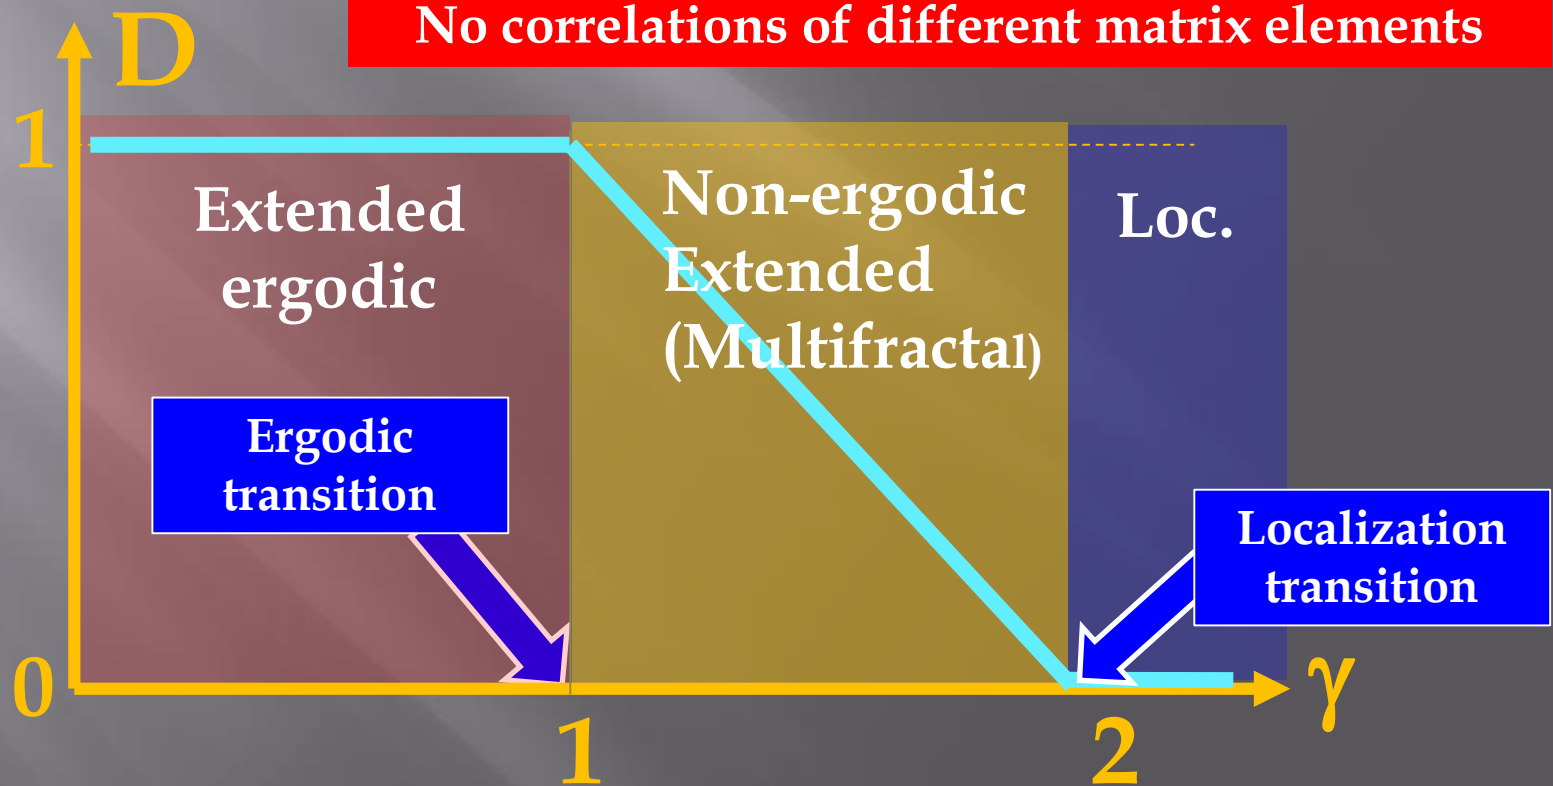 No correlations of different matrix elements
D
1
Extended
ergodic
Non-ergodic
Extended
(Multifractal)
Loc.
Ergodic
transition
Localization
transition
0
γ
1
2